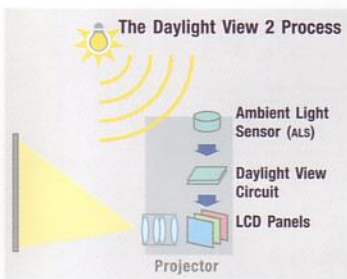 The Daylight View 2 Process
Ambient Light
Sensor (ALS)
Daylight View
Circuit
LCD Panels
Projector